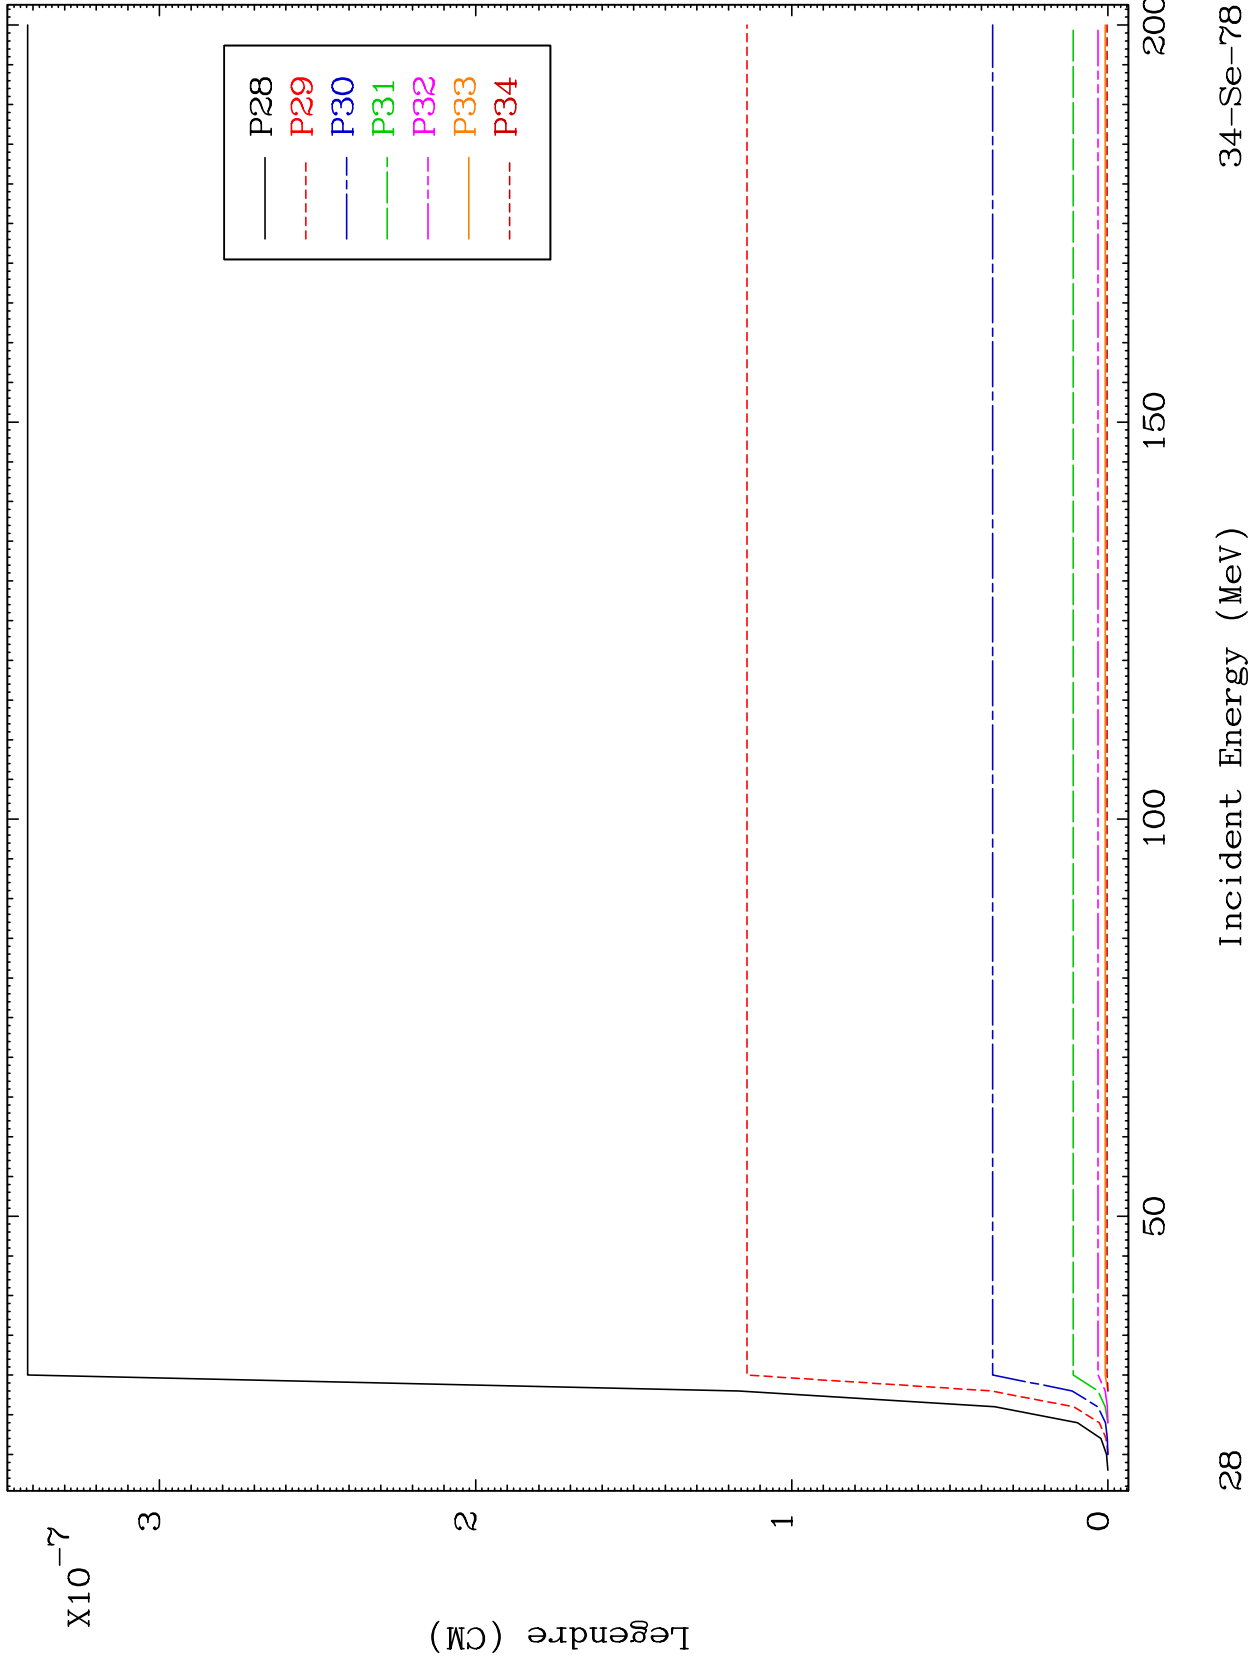 X10-7
3
2
1
0
Legendre (CM)
P28
P29
P30
P31
P32
P33
P34
50
100
150
200
Incident Energy (MeV)
28
34-Se-78